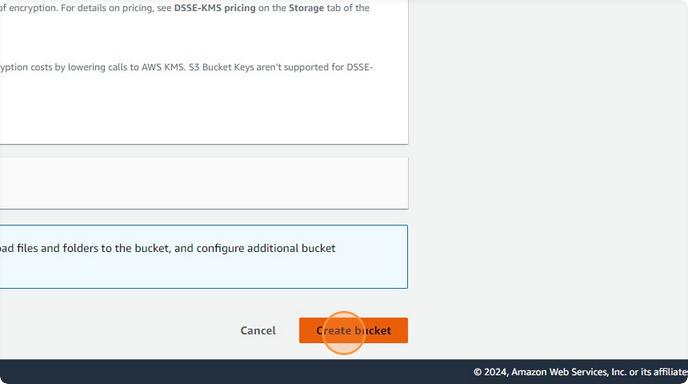 of encryption. For details on pricing, see DSSE-KMS pricing on the Storage tab of the
yption costs by lowering calls to AWS KMS. S3 Bucket Keys aren't supported for DSSE-
ad files and folders to the bucket, and configure additional bucket
Cancel Create bucket
© 2024, Amazon Web Services, Inc. or its affiliate